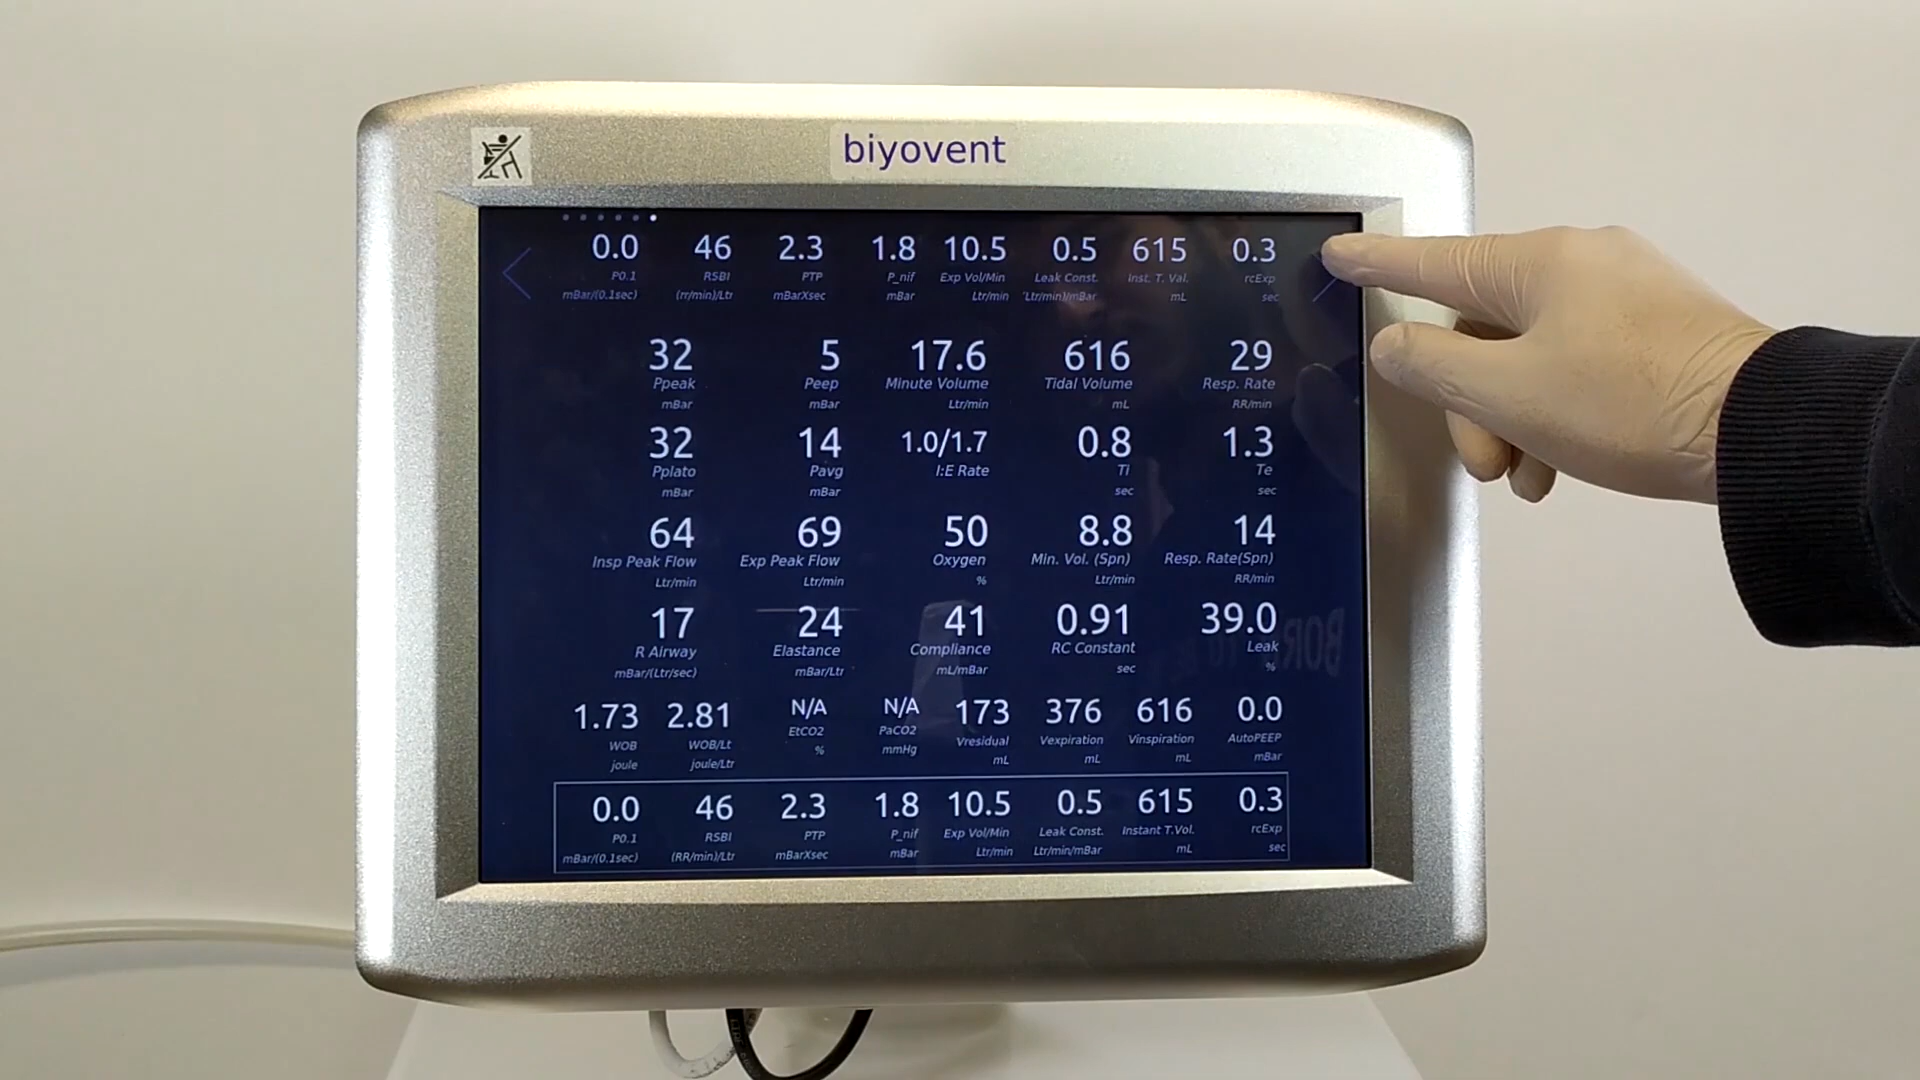 biyovent
0.0 46 2.3 1.8 10.5 0.5 615 0.3
P0.1 RSBI PTP P_nif Exp Vol/Min Leak Const. Inst. T. Val. rcExp
mBar/(0.1sec) (rr/min)/Ltr mBarXsec mBar Ltr/min 'Ltr/min)/mBar mL sec
32 5 17.6 616 29
Ppeak Peep Minute Volume Tidal Volume Resp. Rate
mBar mBar Ltr/min mL RR/min
32 14 1.0/1.7 0.8 1.3
Pplato Pavg I:E Rate Ti Te
mBar mBar sec sec
64 69 50 8.8 14
Insp Peak Flow Exp Peak Flow Oxygen Min. Vol. (Spn) Resp. Rate(Spn)
Ltr/min Ltr/min % Ltr/min RR/min
17 24 41 0.91 39.0
R Airway Elastance Compliance RC Constant Leak
mBar/(Ltr/sec) mBar/Ltr mL/mBar sec %
1.73 2.81 N/A N/A 173 376 616 0.0
WOB WOB/Lt EtCO2 PaCO2 Vresidual Vexpiration Vinspiration AutoPEEP
joule joule/Ltr % mmHg mL mL mL mBar
0.0 46 2.3 1.8 10.5 0.5 615 0.3
P0.1 RSBI PTP P_nif Exp Vol/Min Leak Const. Instant T.Vol. rcExp
mBar/(0.1sec) (RR/min)/Ltr mBarXsec mBar Ltr/min Ltr/min/mBar mL sec